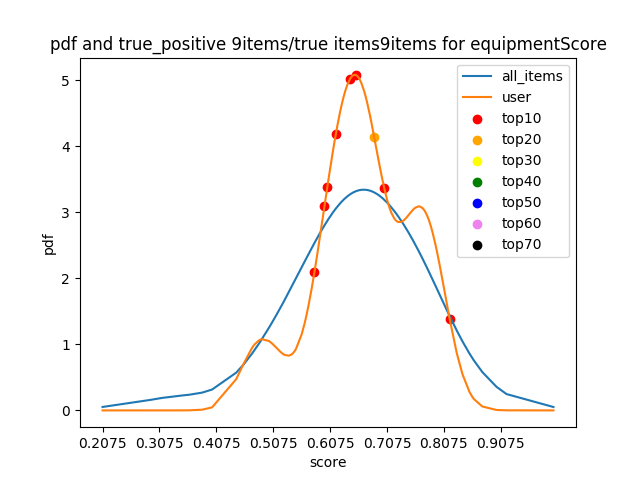 pdf and true_positive 9items/true items9items for equipmentScore
all_items
user
top10
top20
top30
top40
top50
top60
top70
pdf
5
4
3
2
1
0
0.2075 0.3075 0.4075 0.5075 0.6075 0.7075 0.8075 0.9075
score